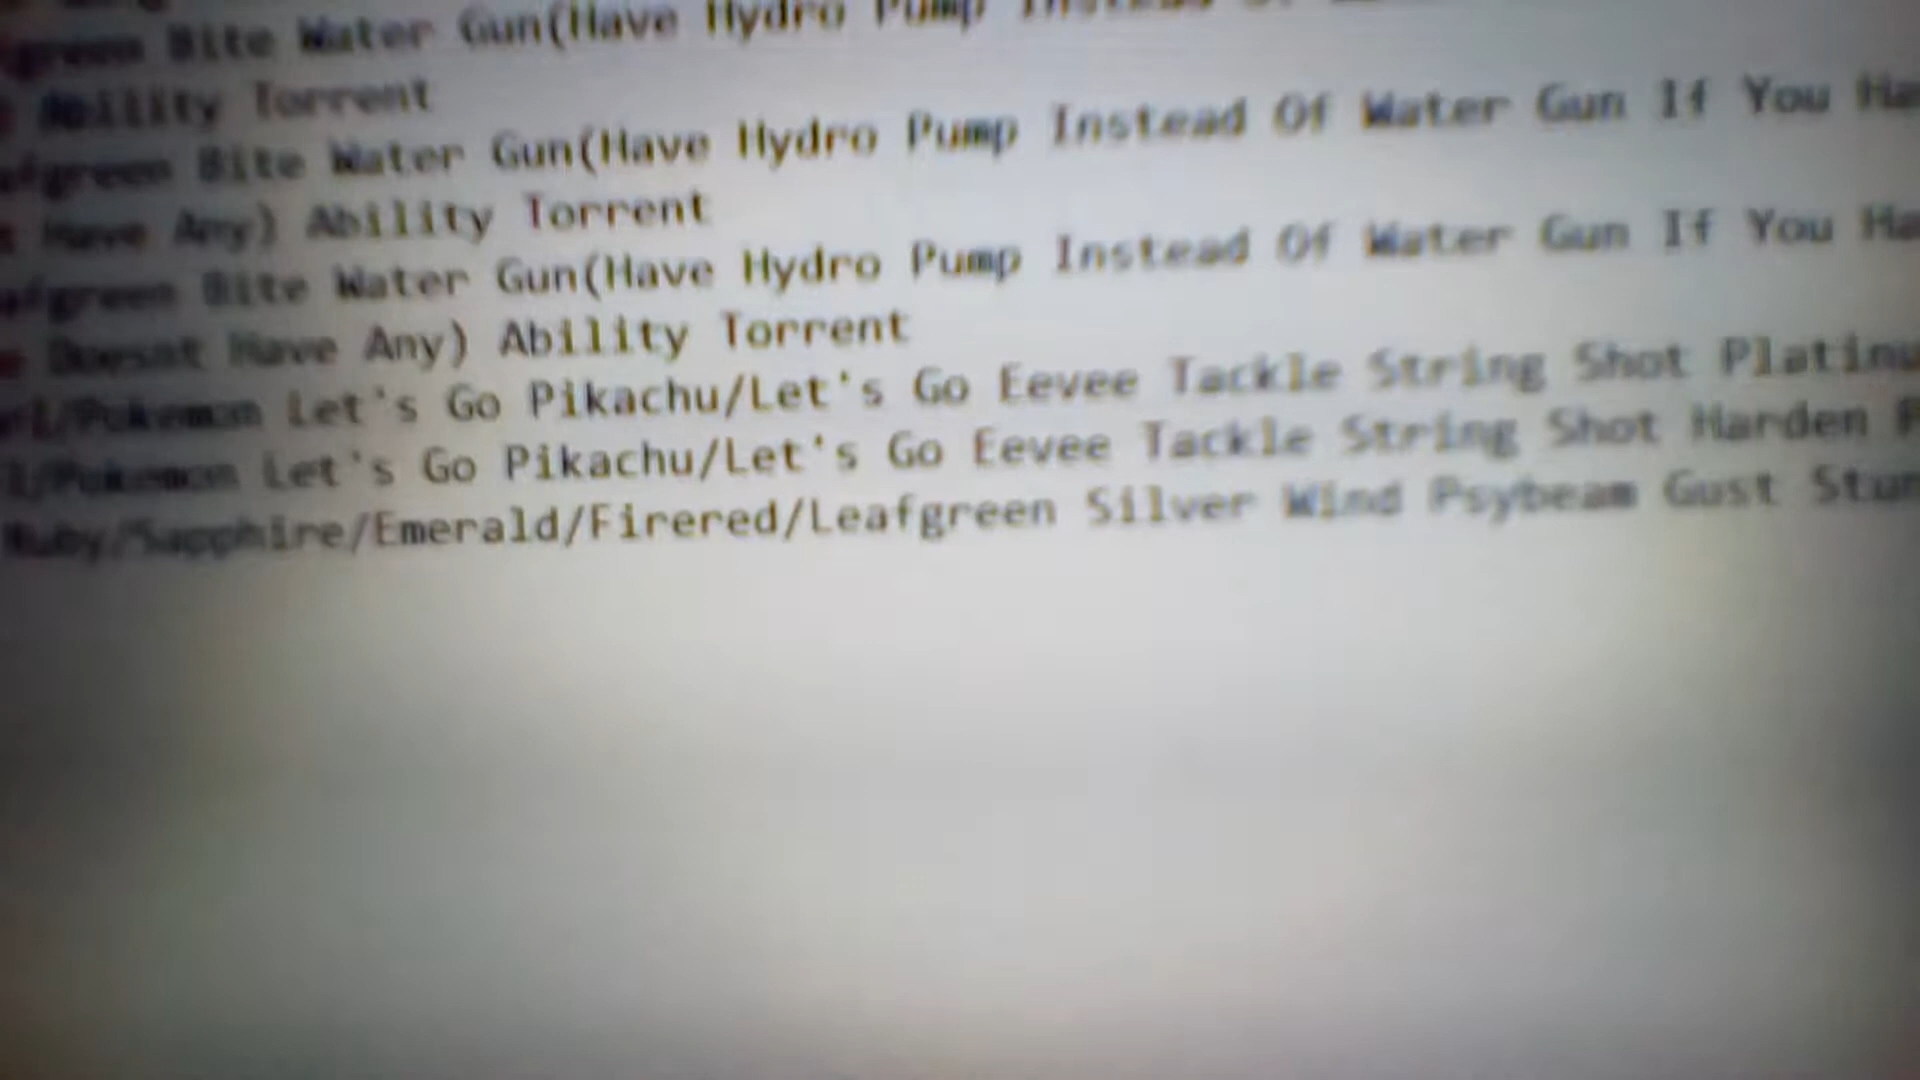 Bite Water Gun(Have Hydro Pump
Ability Torrent
Bite Water Gun(Have Hydro Pump Instead Of Water Gun If You
Have Any) Ability Torrent
Bite Water Gun(Have Hydro Pump Instead Of Water Gun If You
Doesnt Have Any) Ability Torrent
Let's Go Pikachu/Let's Go Eevee Tackle String Shot
Let's Go Pikachu/Let's Go Eevee Tackle String Shot Harden
Ruby/Sapphire/Emerald/Firered/Leafgreen Silver Wind Psybeam Gust